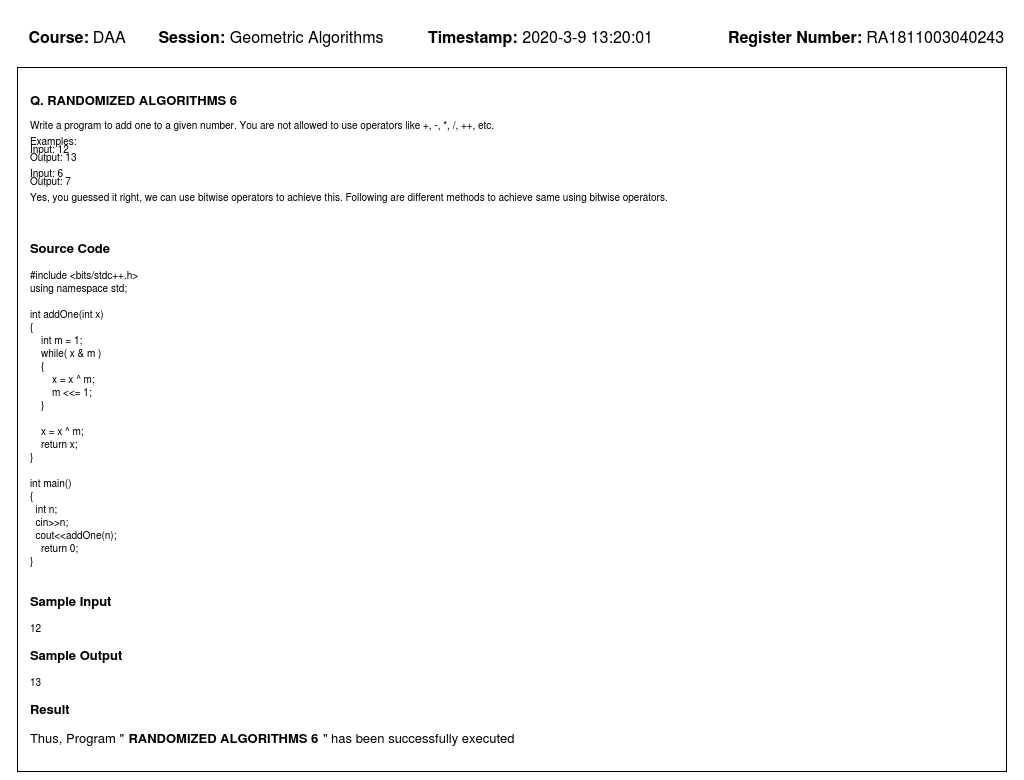 Course: DAA Session: Geometric Algorithms Timestamp: 2020-3-9 13:20:01 Register Number: RA1811003040243
Q. RANDOMIZED ALGORITHMS 6
Write a program to add one to a given number. You are not allowed to use operators like +, -, *, /, ++, etc.
Examples:
Input: 12
Output: 13
Input: 6
Output: 7
Yes, you guessed it right, we can use bitwise operators to achieve this. Following are different methods to achieve same using bitwise operators.
Source Code
#include <bits/stdc++.h>
using namespace std;
int addOne(int x)
{
int m = 1;
while( x & m )
{
x = x ^ m;
m <<= 1;
}
x = x ^ m;
return x;
}
int main()
{
int n;
cin>>n;
cout<<addOne(n);
return 0;
}
Sample Input
12
Sample Output
13
Result
Thus, Program " RANDOMIZED ALGORITHMS 6 " has been successfully executed